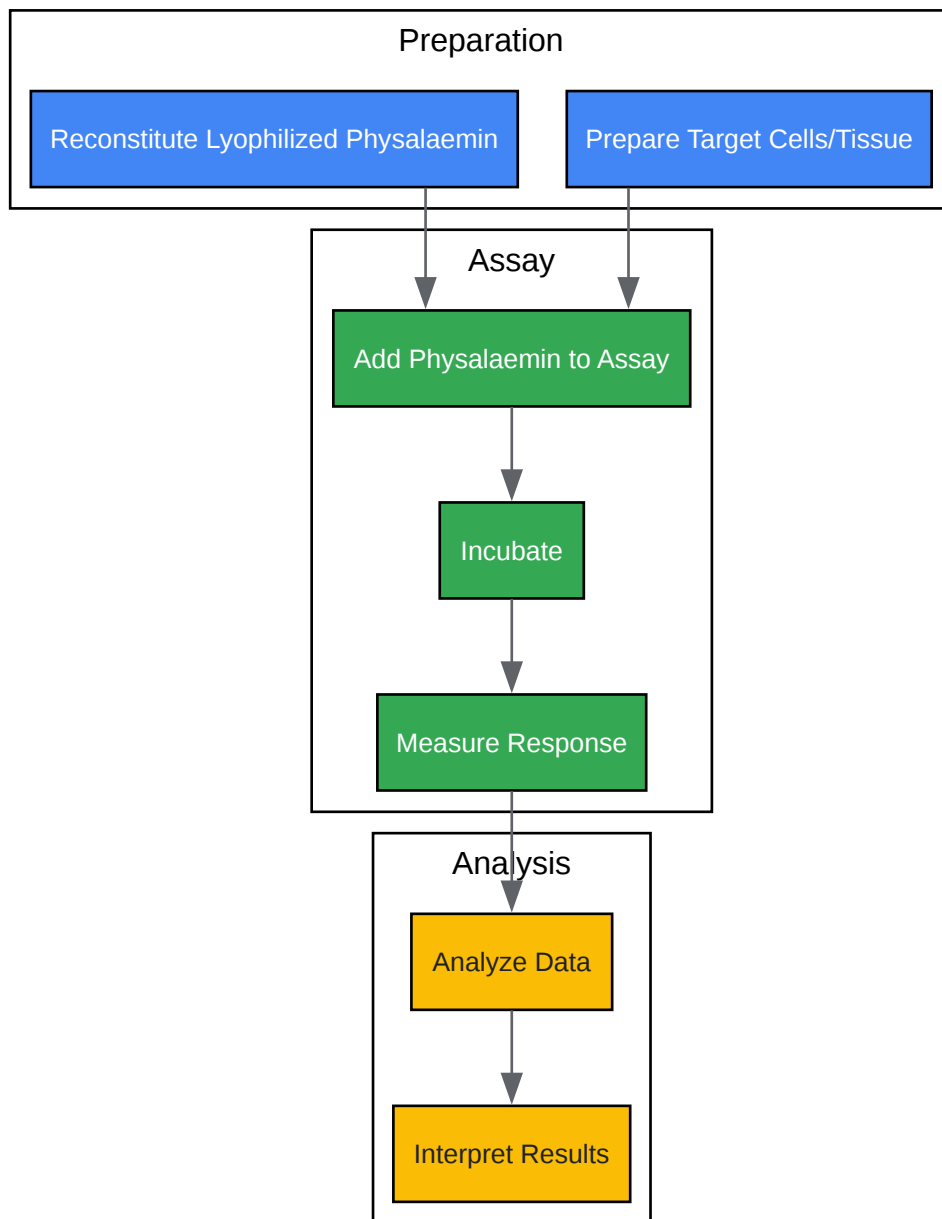 Preparation
Reconstitute Lyophilized Physalaemin
Prepare Target Cells/Tissue
Assay
Add Physalaemin to Assay
Incubate
Measure Response
Analysis
Analyze Data
Interpret Results